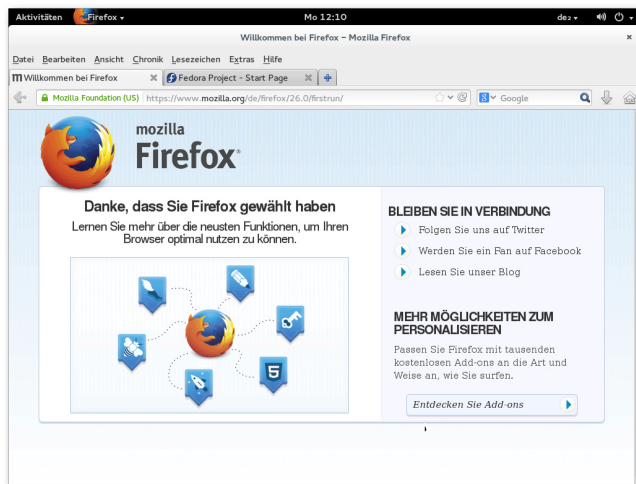 Aktivitäten Firefox Mo 12:10 de2
Willkommen bei Firefox – Mozilla Firefox
Datei Bearbeiten Ansicht Chronik Lesezeichen Extras Hilfe
Willkommen bei Firefox Fedora Project - Start Page
Mozilla Foundation (US) https://www.mozilla.org/de/firefox/26.0/firstrun/ Google
mozilla
Firefox
Danke, dass Sie Firefox gewählt haben
Lernen Sie mehr über die neusten Funktionen, um Ihren
Browser optimal nutzen zu können.
5
BLEIBEN SIE IN VERBINDUNG
Folgen Sie uns auf Twitter
Werden Sie ein Fan auf Facebook
Lesen Sie unser Blog
MEHR MÖGLICHKEITEN ZUM
PERSONALISIEREN
Passen Sie Firefox mit tausenden
kostenlosen Add-ons an die Art und
Weise an, wie Sie surfen.
Entdecken Sie Add-ons